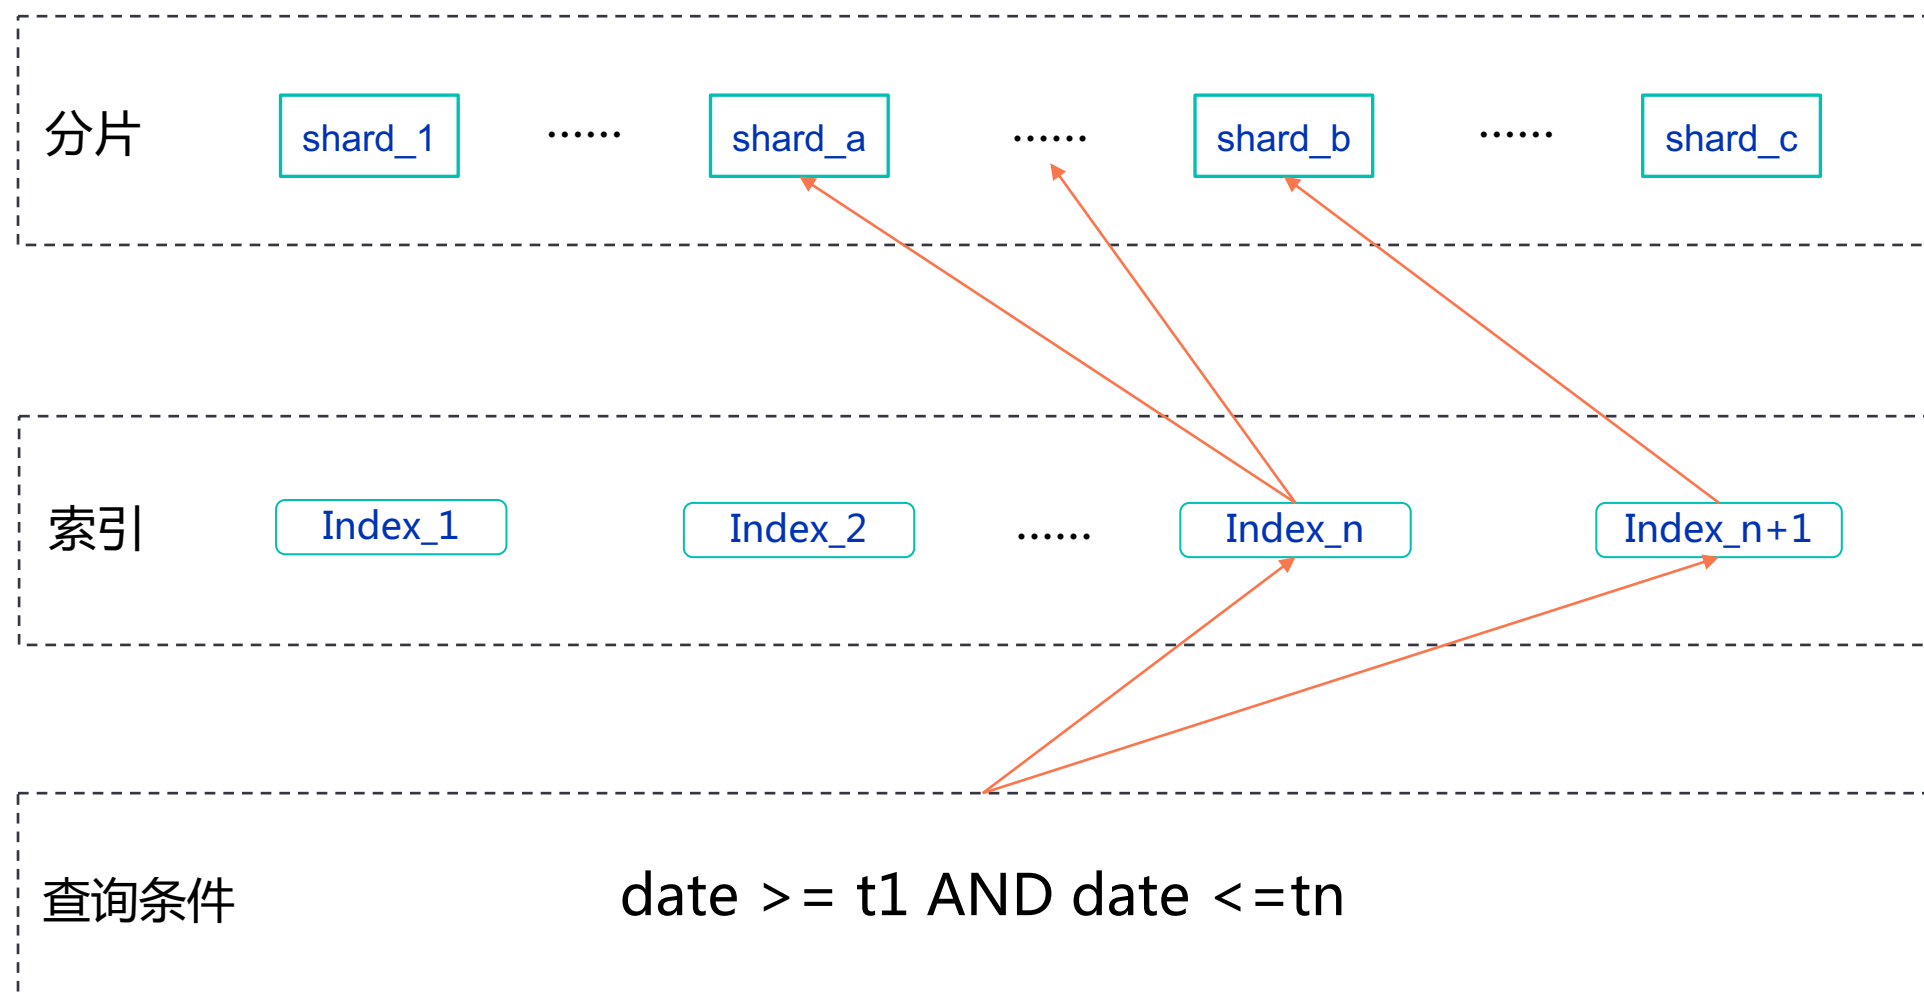 分片 shard_1 …… shard_a …… shard_b …… shard_c
索引 Index_1 Index_2 …… Index_n Index_n+1
查询条件 date >= t1 AND date <=tn